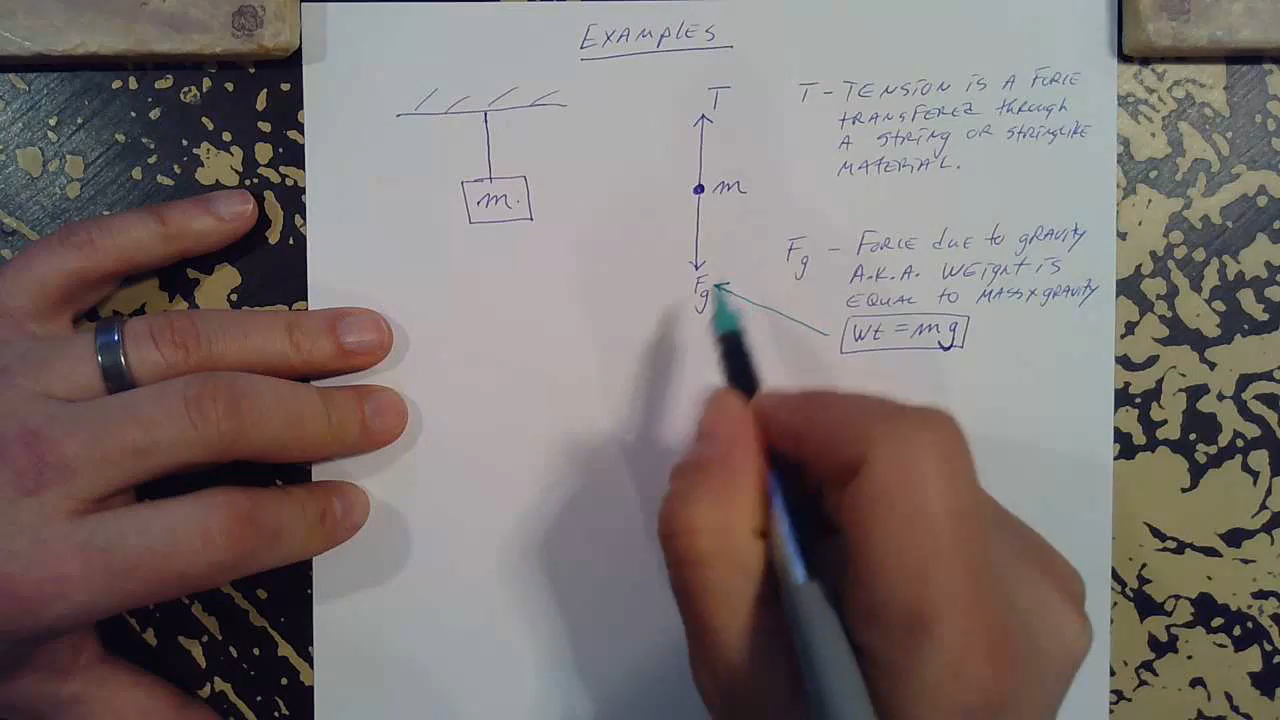 EXAMPLES
m.
T
m
Fg
T - TENSION IS A FORCE
TRANSFERED through
A STRING OR STRINGLIKE
MATERIAL.
Fg - FORCE due to gravity
A.K.A. WEIGHT IS
EQUAL TO MASS x gravity
Wt = mg